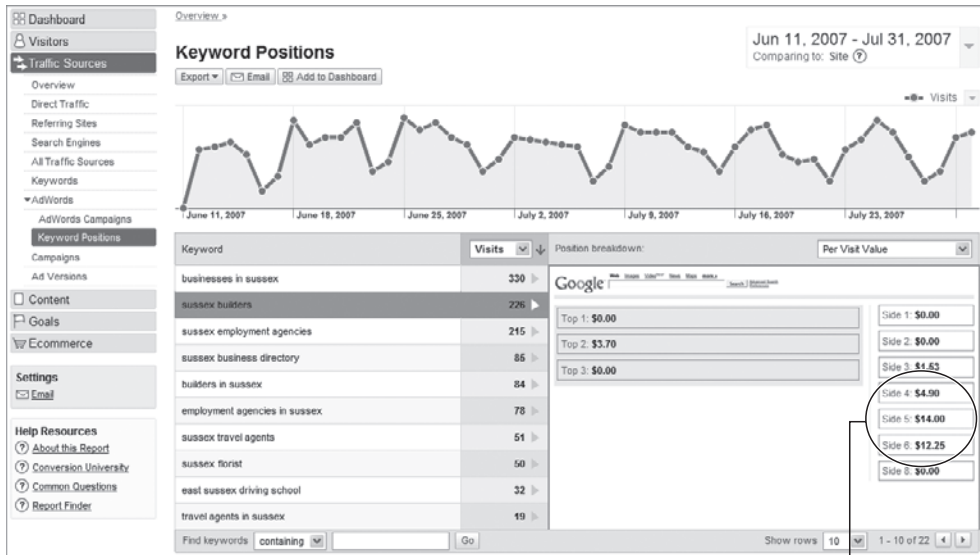 Dashboard
Visitors
Traffic Sources
Overview
Direct Traffic
Referring Sites
Search Engines
All Traffic Sources
Keywords
AdWords
AdWords Campaigns
Keyword Positions
Campaigns
Ad Versions
Content
Goals
Ecommerce
Settings
Email
Help Resources
About this Report
Conversion University
Common Questions
Report Finder
Overview »
Keyword Positions
Jun 11, 2007 - Jul 31, 2007
Comparing to: Site
Export Email Add to Dashboard
Visits
June 11, 2007 June 18, 2007 June 25, 2007 July 2, 2007 July 9, 2007 July 16, 2007 July 23, 2007
Keyword Visits
businesses in sussex 330
sussex builders 226
sussex employment agencies 215
sussex business directory 85
builders in sussex 84
employment agencies in sussex 78
sussex travel agents 51
sussex florist 50
east sussex driving school 32
travel agents in sussex 19
Position breakdown: Per Visit Value
Google
Top 1: $0.00
Top 2: $3.70
Top 3: $0.00
Side 1: $0.00
Side 2: $0.00
Side 3: $1.53
Side 4: $4.90
Side 5: $14.00
Side 6: $12.25
Side 8: $0.00
Find keywords containing Go
Show rows 10 1 - 10 of 22